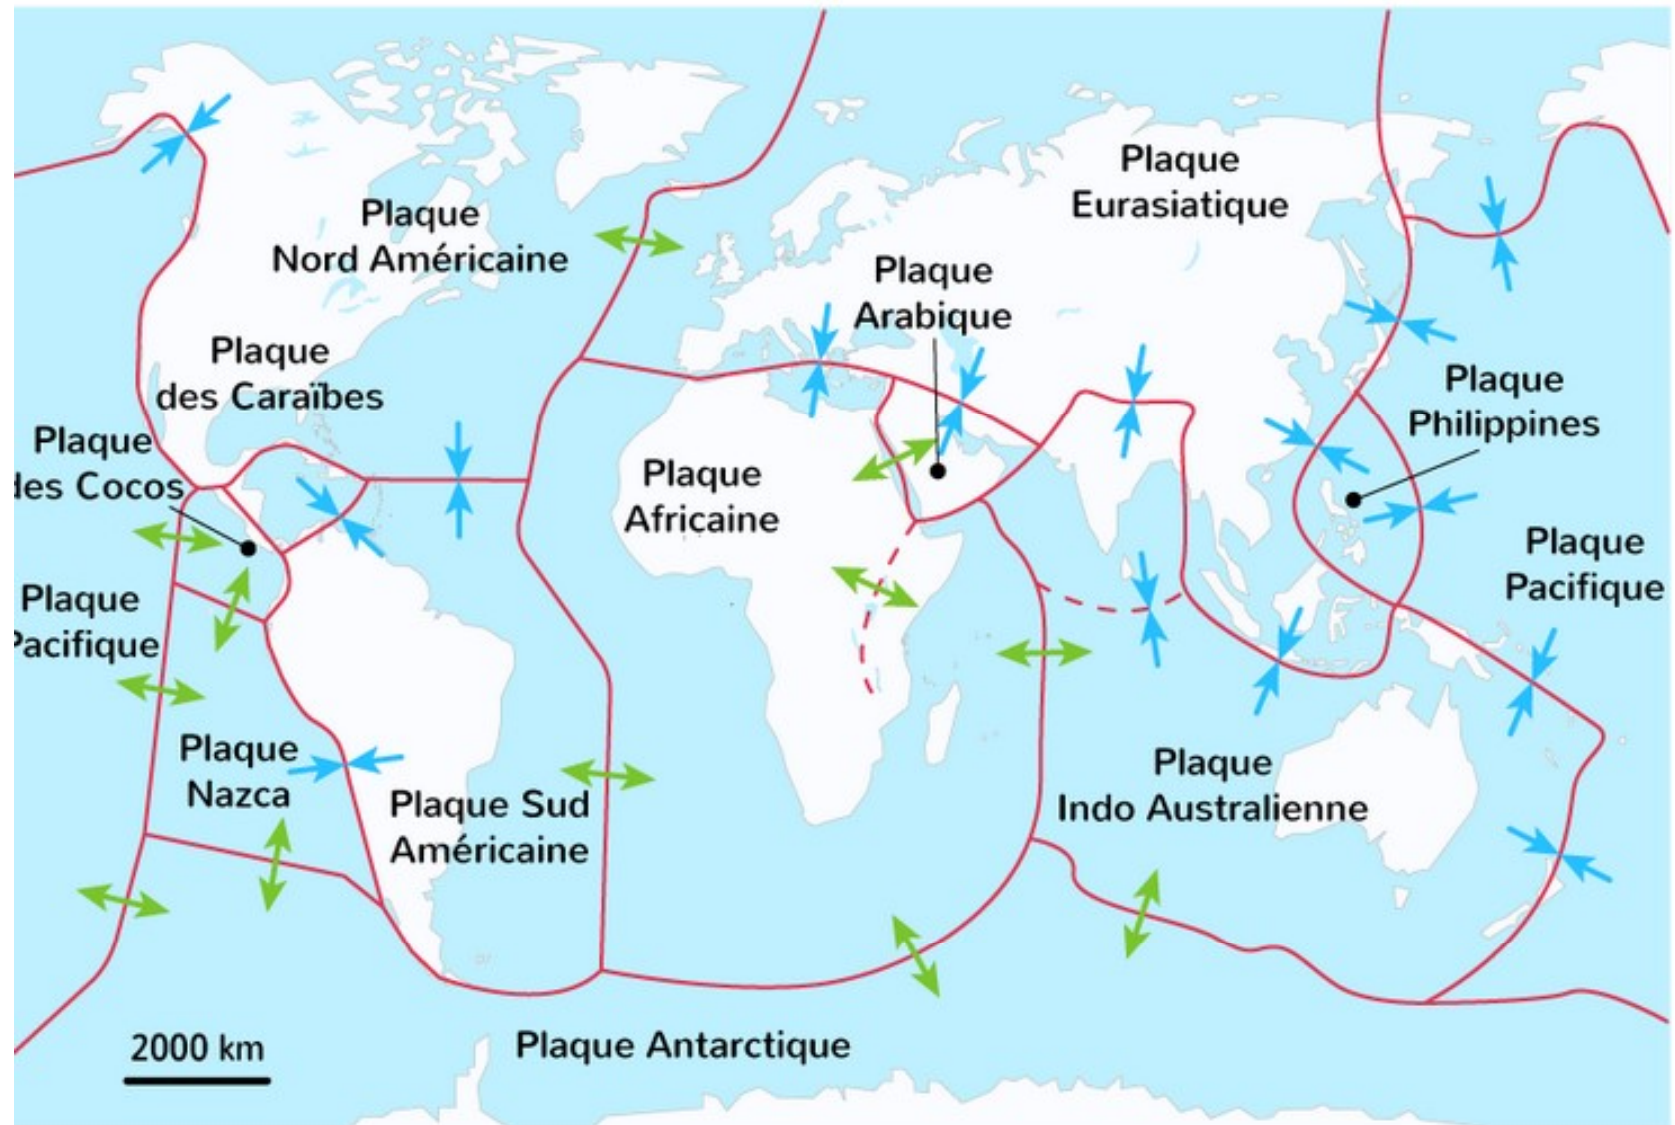 Plaque
Nord Américaine
Plaque
des Caraïbes
Plaque
des Cocos
Plaque
Pacifique
Plaque
Nazca
Plaque Sud
Américaine
Plaque
Africaine
Plaque
Arabique
Plaque
Eurasiatique
Plaque
Philippines
Plaque
Pacifique
Plaque
Indo Australienne
Plaque Antarctique
2000 km